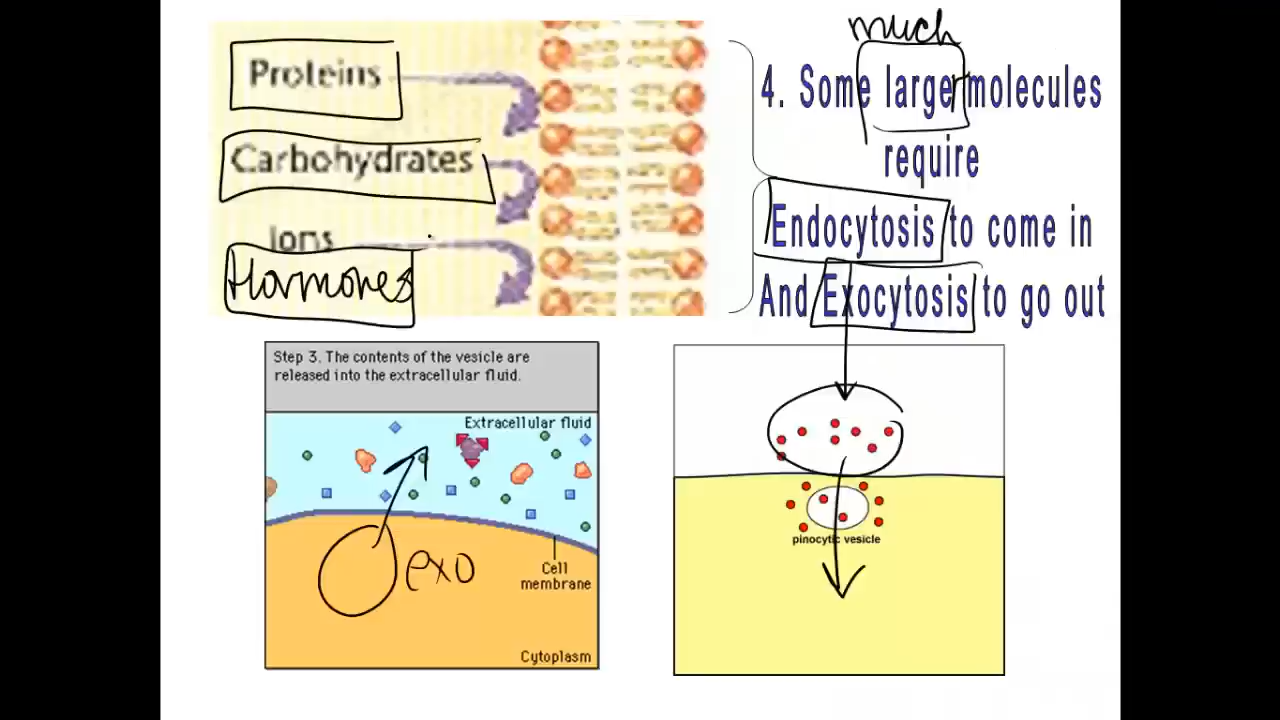 much
Proteins
4. Some larger molecules
require
Carbohydrates
Endocytosis to come in
Ions
Hormones
And Exocytosis to go out
Step 3. The contents of the vesicle are
released into the extracellular fluid.
Extracellular fluid
exo
Cell
membrane
Cytoplasm
pinocytic vesicle